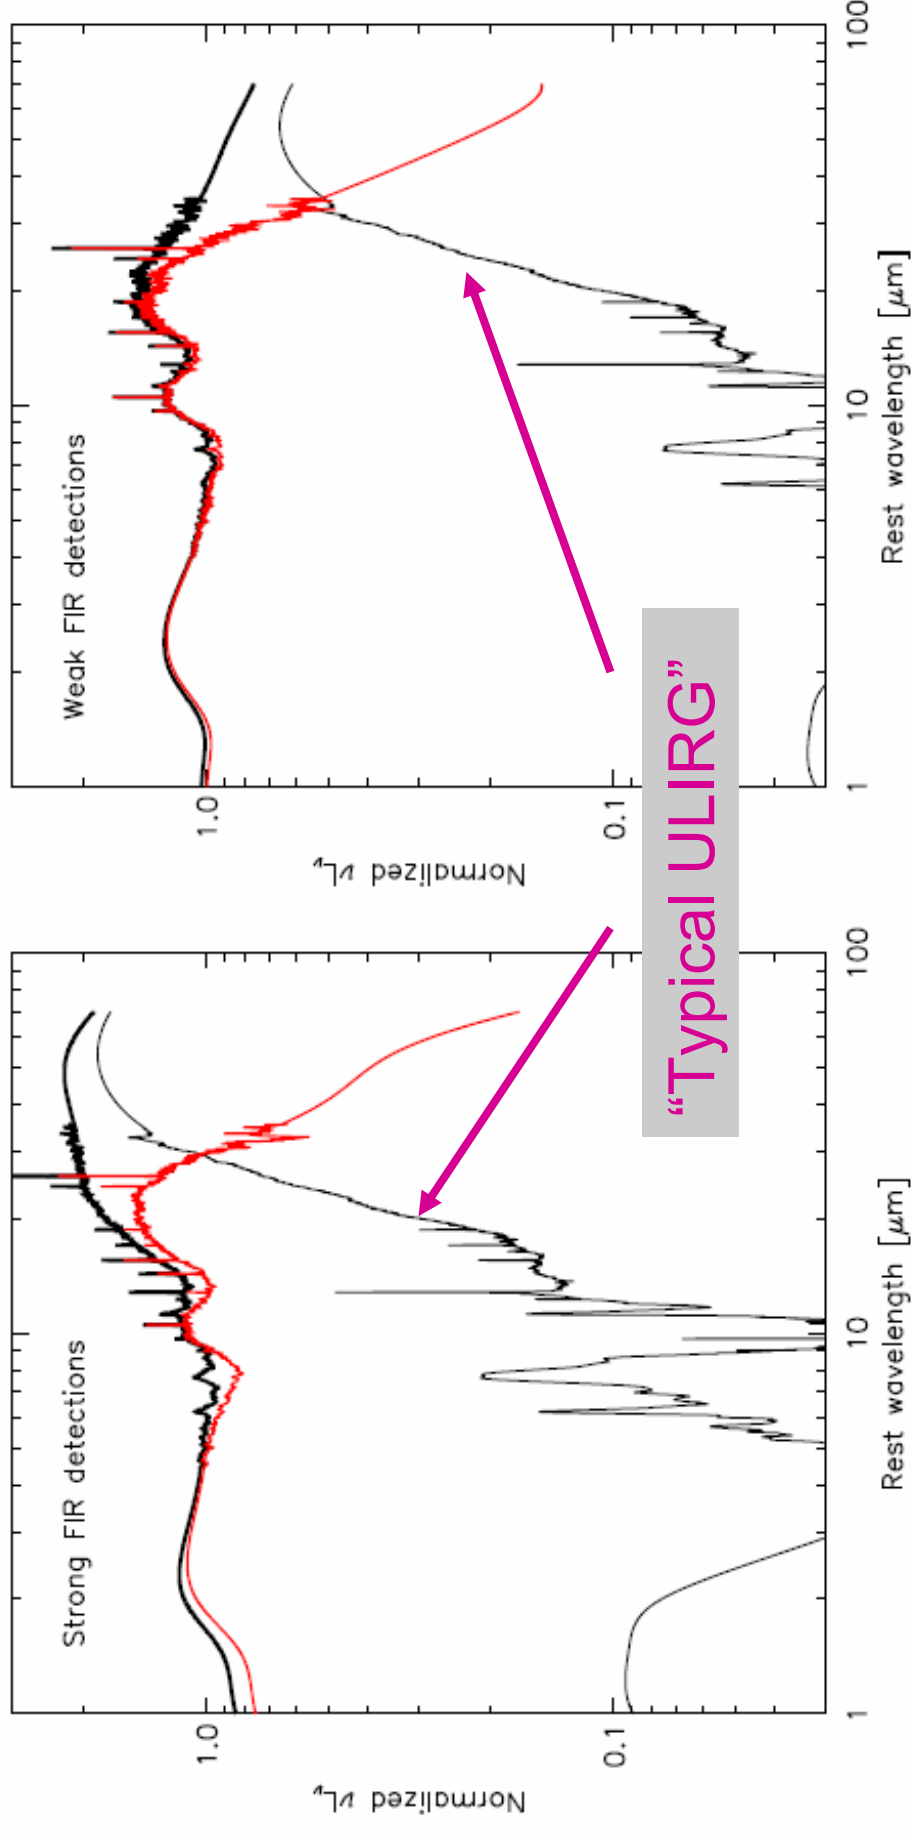 Strong FIR detections
Normalized νLν
1.0
0.1
1
10
100
Rest wavelength [μm]
Weak FIR detections
Normalized νLν
1.0
0.1
1
10
100
Rest wavelength [μm]
“Typical ULIRG”